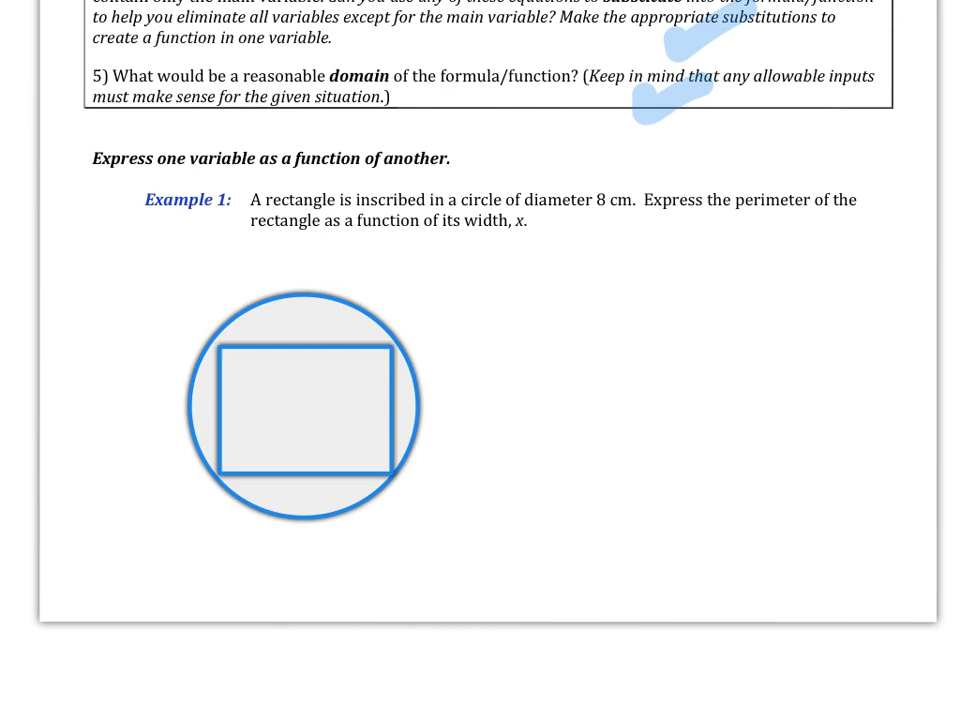 to help you eliminate all variables except for the main variable? Make the appropriate substitutions to
create a function in one variable.
5) What would be a reasonable domain of the formula/function? (Keep in mind that any allowable inputs
must make sense for the given situation.)
Express one variable as a function of another.
Example 1: A rectangle is inscribed in a circle of diameter 8 cm. Express the perimeter of the
rectangle as a function of its width, x.